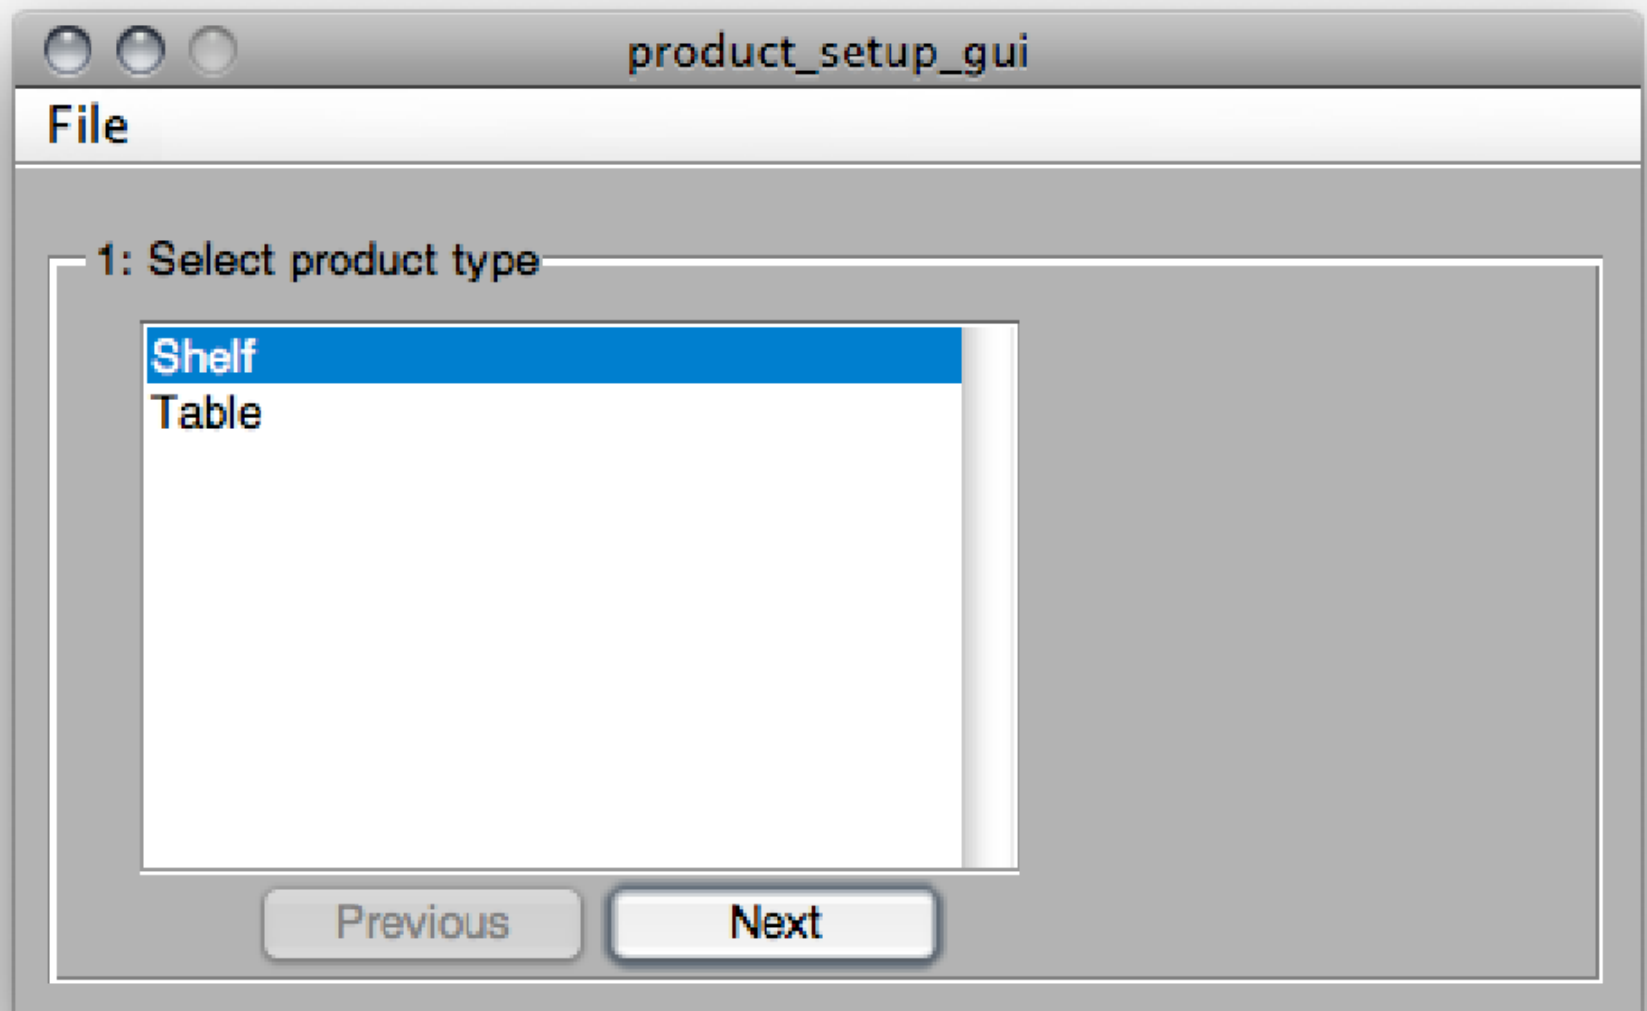 product_setup_gui
File
1: Select product type
Shelf
Table
Previous
Next